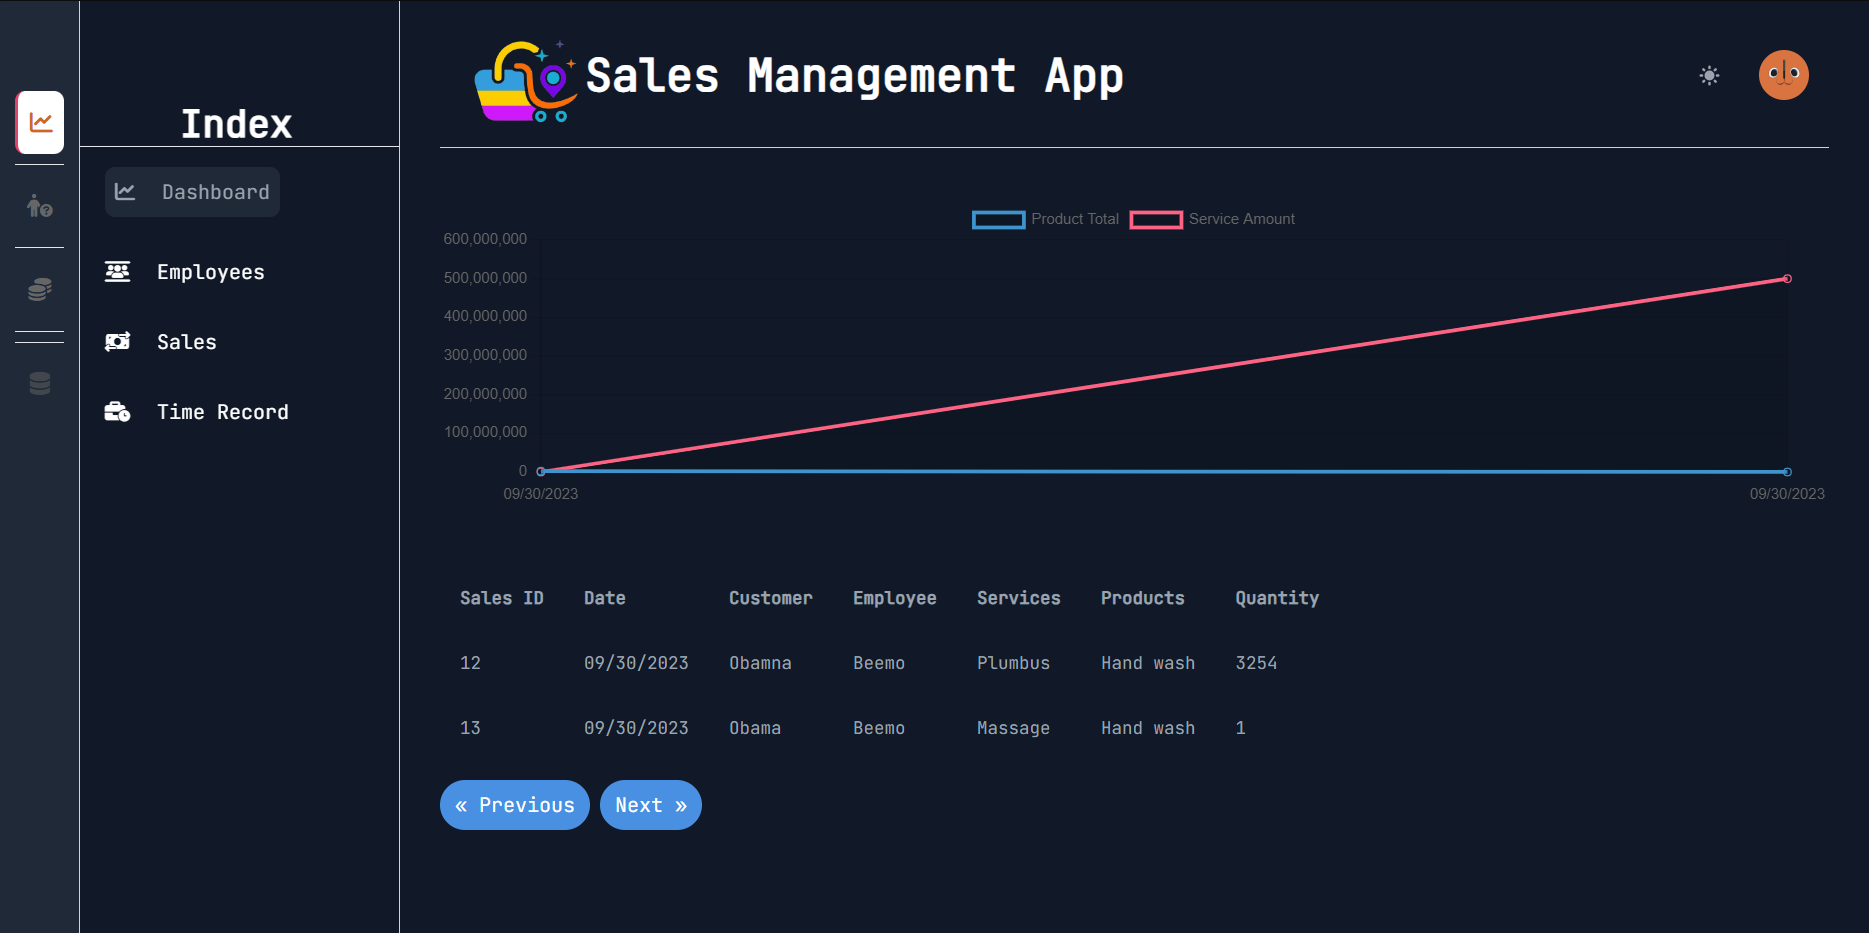 Sales Management App
Index
Dashboard
Employees
Sales
Time Record
Product Total Service Amount
600,000,000
500,000,000
400,000,000
300,000,000
200,000,000
100,000,000
0
09/30/2023 09/30/2023
Sales ID Date Customer Employee Services Products Quantity
12 09/30/2023 Obamna Beemo Plumbus Hand wash 3254
13 09/30/2023 Obama Beemo Massage Hand wash 1
« Previous Next »